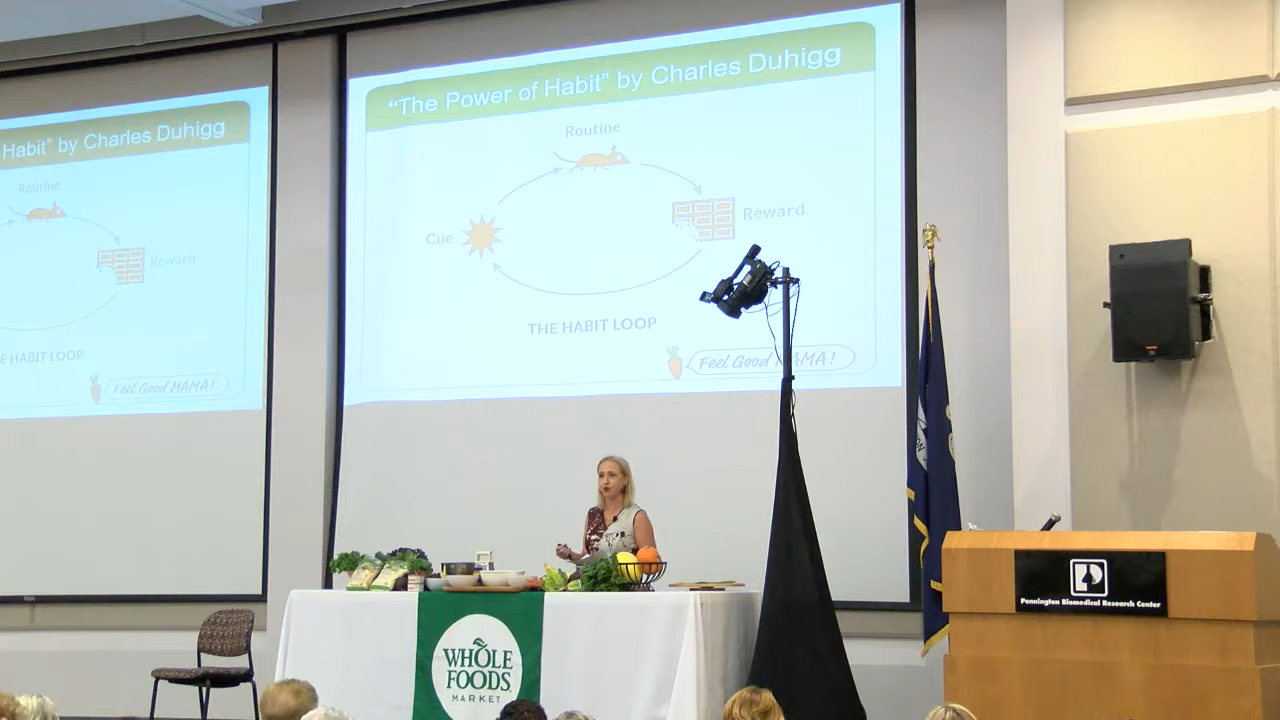 Habit" by Charles Duhigg
Routine
Reward
E HABIT LOOP
Feel Good MAMA!
"The Power of Habit" by Charles Duhigg
Routine
Cue
Reward
THE HABIT LOOP
Feel Good MAMA!
WHOLE
FOODS
MARKET
Pennington Biomedical Research Center